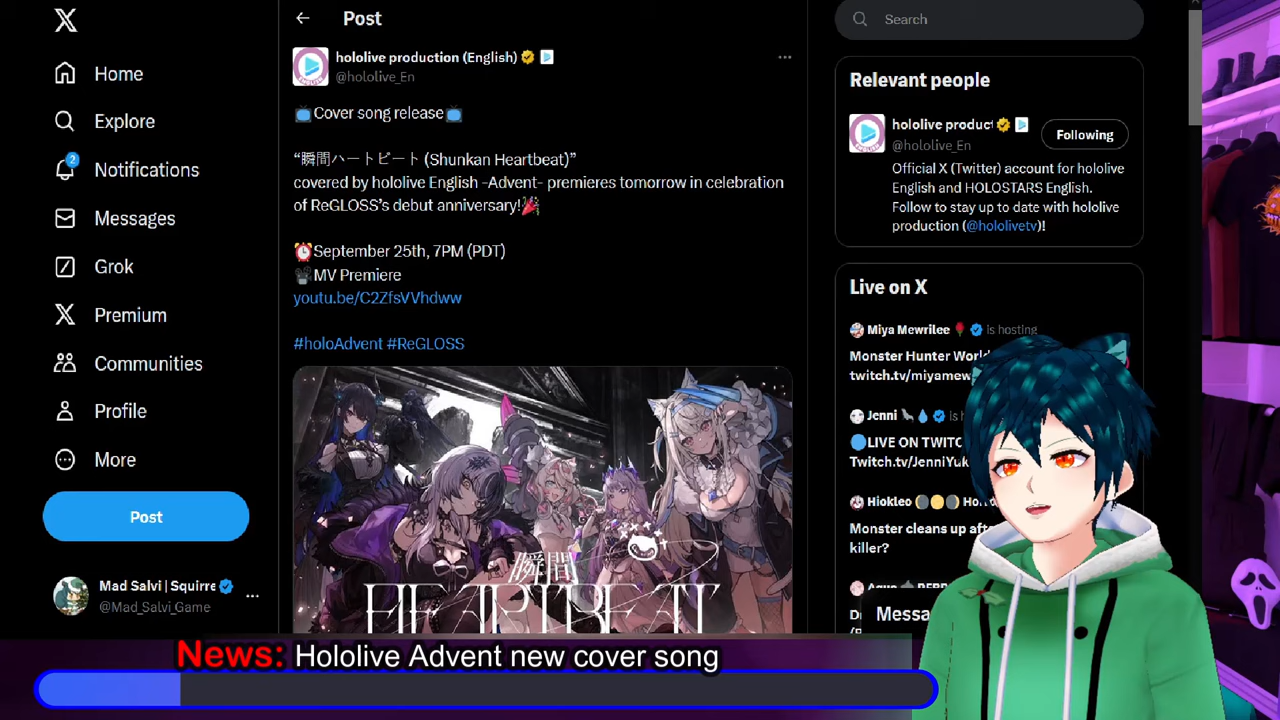 Home
Explore
2
Notifications
Messages
Grok
Premium
Communities
Profile
More
Post
Mad Salvi | Squirre
@Mad_Salvi_Game
Post
hololive production (English)
@hololive_En
Cover song release
“瞬間ハートビート (Shunkan Heartbeat)”
covered by hololive English -Advent- premieres tomorrow in celebration
of ReGLOSS’s debut anniversary!
September 25th, 7PM (PDT)
MV Premiere
youtu.be/C2ZfsVVhdww
#holoAdvent #ReGLOSS
瞬間
HEARTBEAT
Search
Relevant people
hololive product
@hololive_En
Following
Official X (Twitter) account for hololive
English and HOLOSTARS English.
Follow to stay up to date with hololive
production (@hololivetv)!
Live on X
Miya Mewrilee is hosting
Monster Hunter World
twitch.tv/miyamew
Jenni is h
LIVE ON TWITC
Twitch.tv/JenniYuk
Hiokleo
Monster cleans up afte
killer?
Messa
News: Hololive Advent new cover song